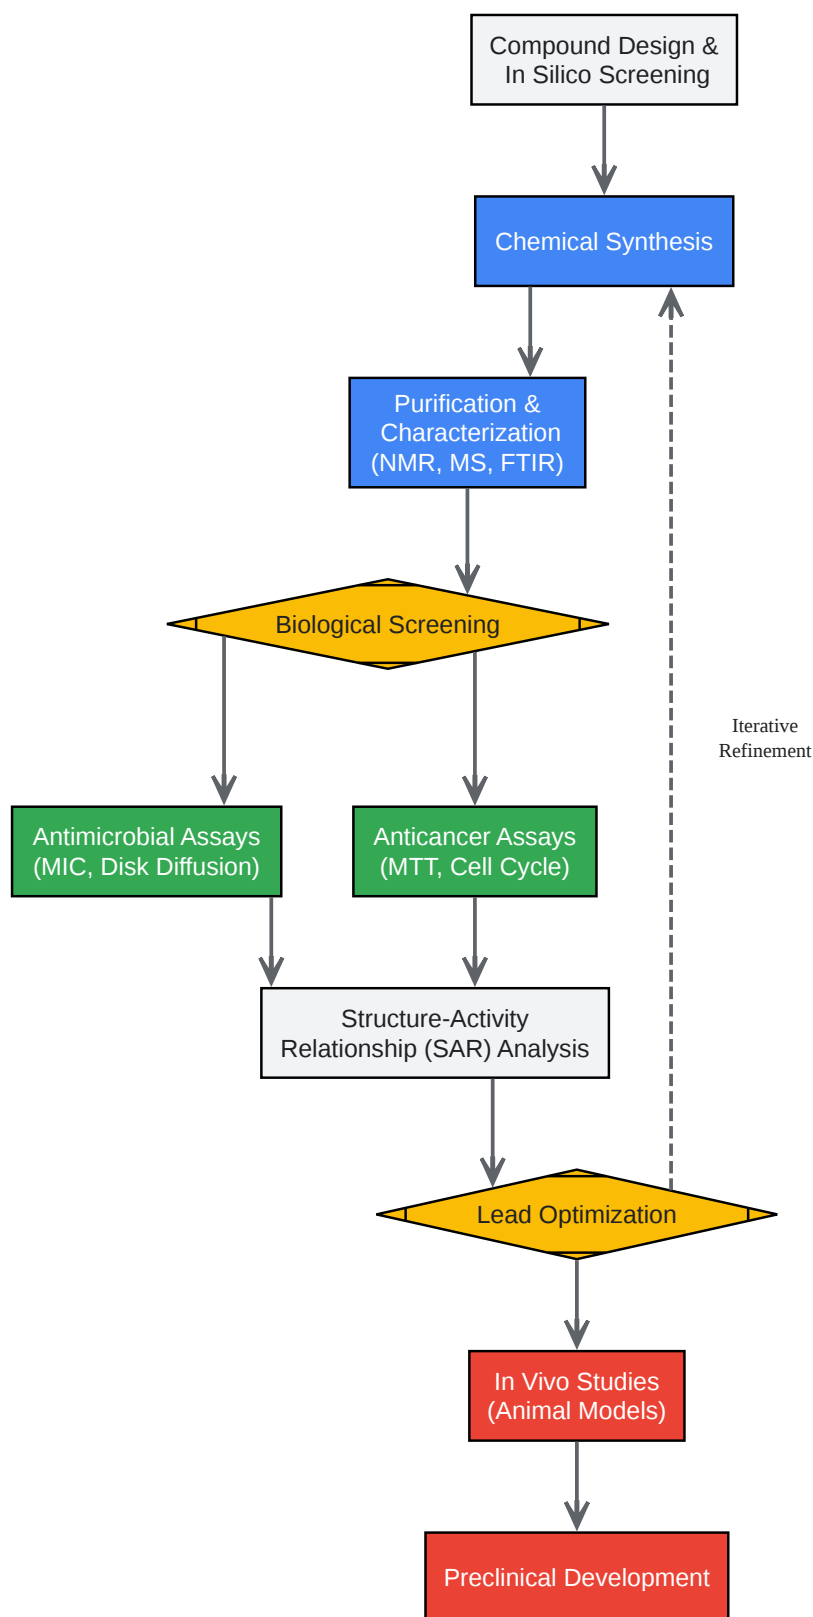 Compound Design &
In Silico Screening
Chemical Synthesis
Purification &
Characterization
(NMR, MS, FTIR)
Biological Screening
Iterative
Refinement
Antimicrobial Assays
(MIC, Disk Diffusion)
Anticancer Assays
(MTT, Cell Cycle)
Structure-Activity
Relationship (SAR) Analysis
Lead Optimization
In Vivo Studies
(Animal Models)
Preclinical Development